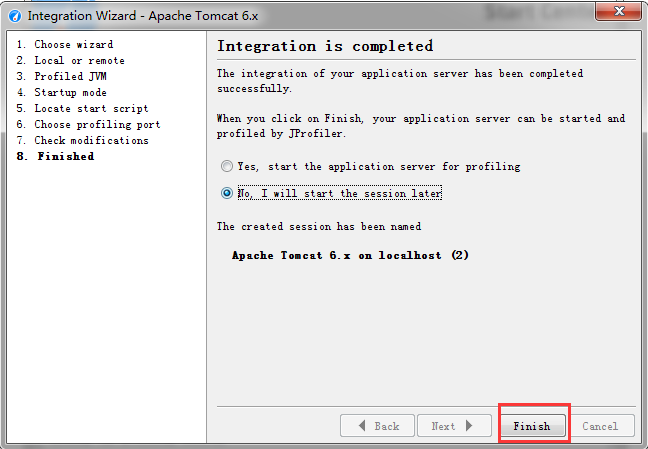 Integration Wizard - Apache Tomcat 6.x
Start Cent
1. Choose wizard
2. Local or remote
3. Profiled JVM
4. Startup mode
5. Locate start script
6. Choose profiling port
7. Check modifications
8. Finished
Integration is completed
The integration of your application server has been completed
successfully.
When you click on Finish, your application server can be started and
profiled by JProfiler.
Yes, start the application server for profiling
No, I will start the session later
The created session has been named
Apache Tomcat 6.x on localhost (2)
Back
Next
Finish
Cancel